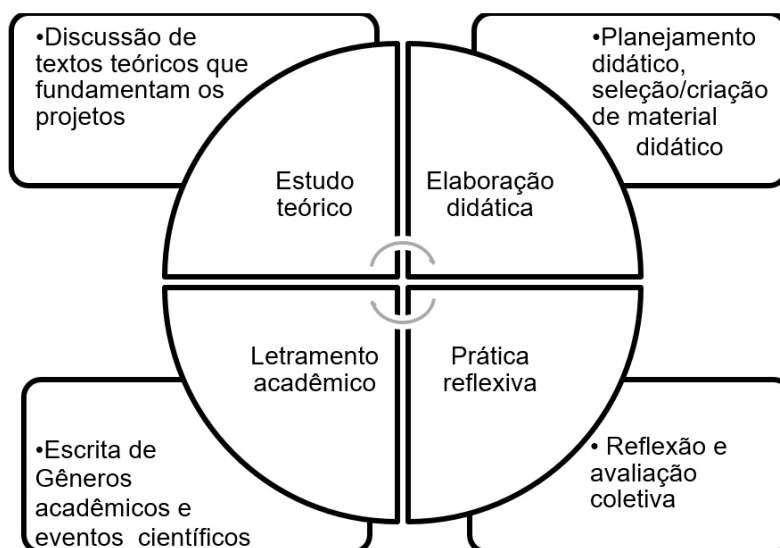 •Discussão de
textos teóricos que
fundamentam os
projetos
•Planejamento
didático,
seleção/criação
de material
didático
Estudo
teórico
Elaboração
didática
Letramento
acadêmico
Prática
reflexiva
•Escrita de
Gêneros
acadêmicos e
eventos científicos
• Reflexão e
avaliação
coletiva